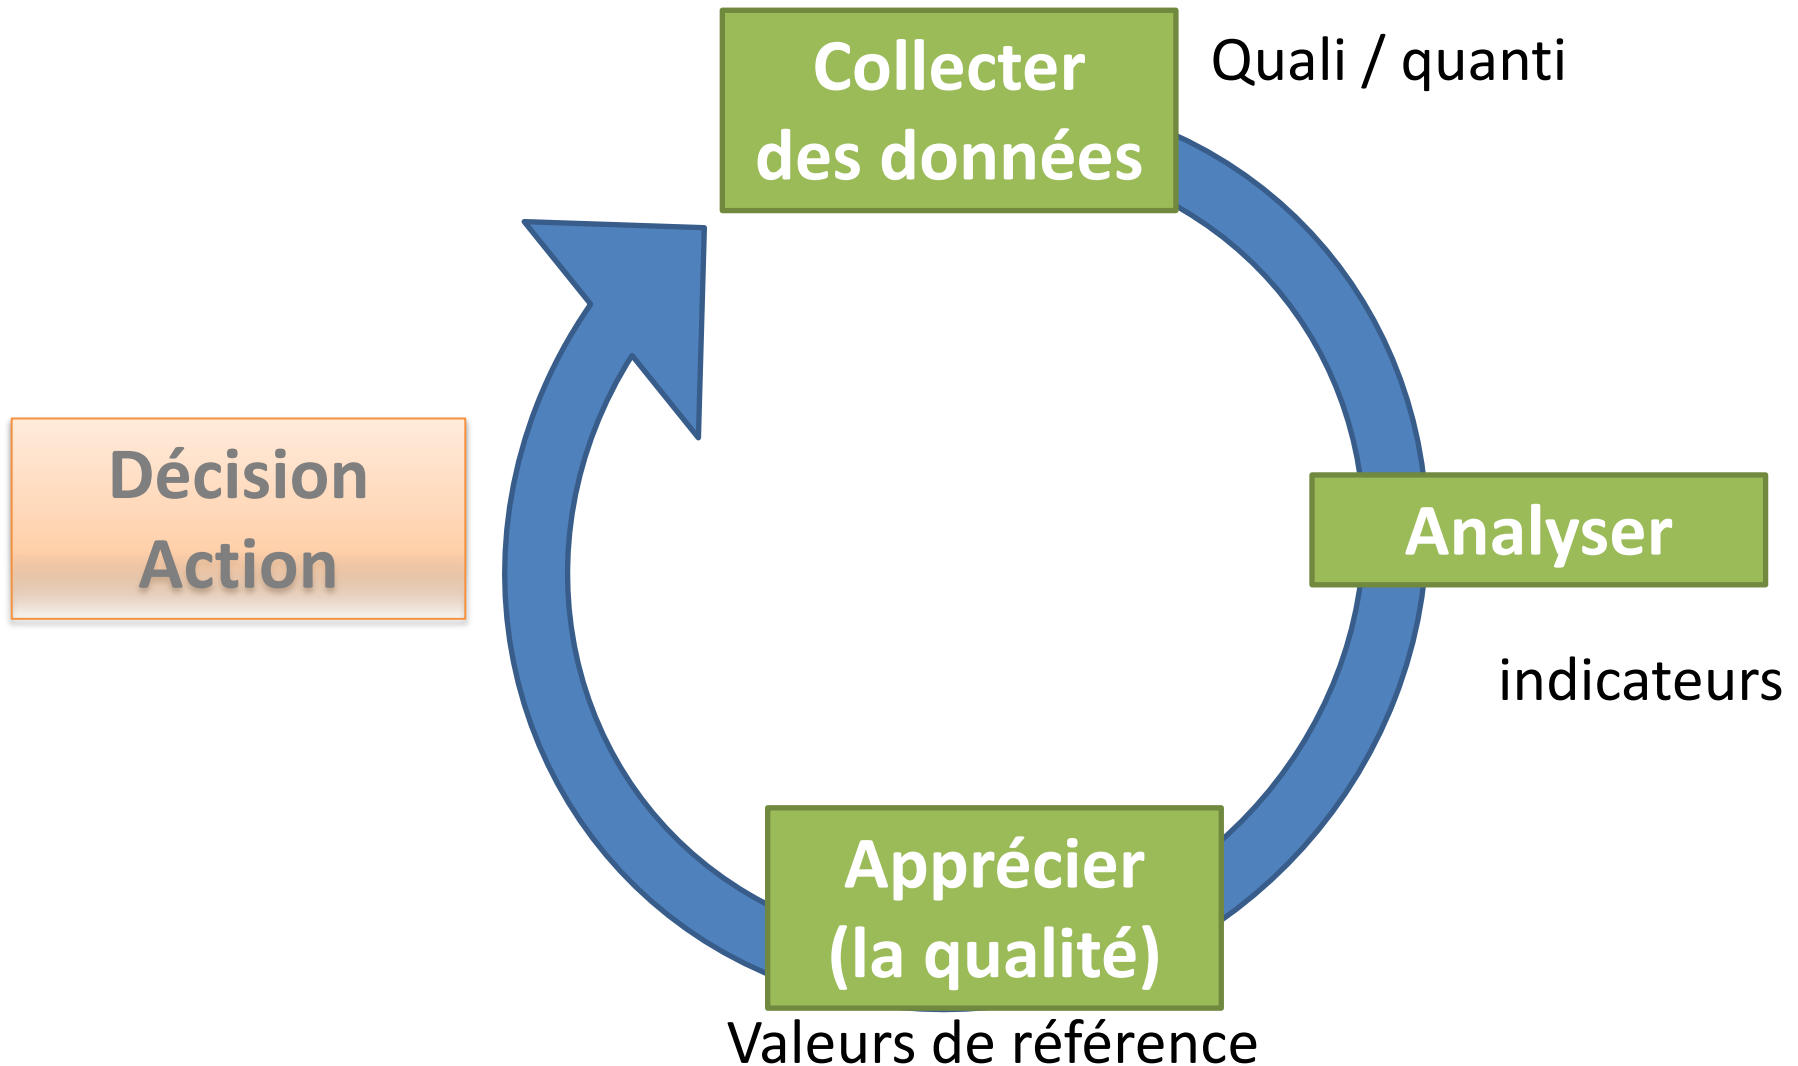 Collecter
des données
Quali / quanti
Décision
Action
Analyser
indicateurs
Apprécier
(la qualité)
Valeurs de référence